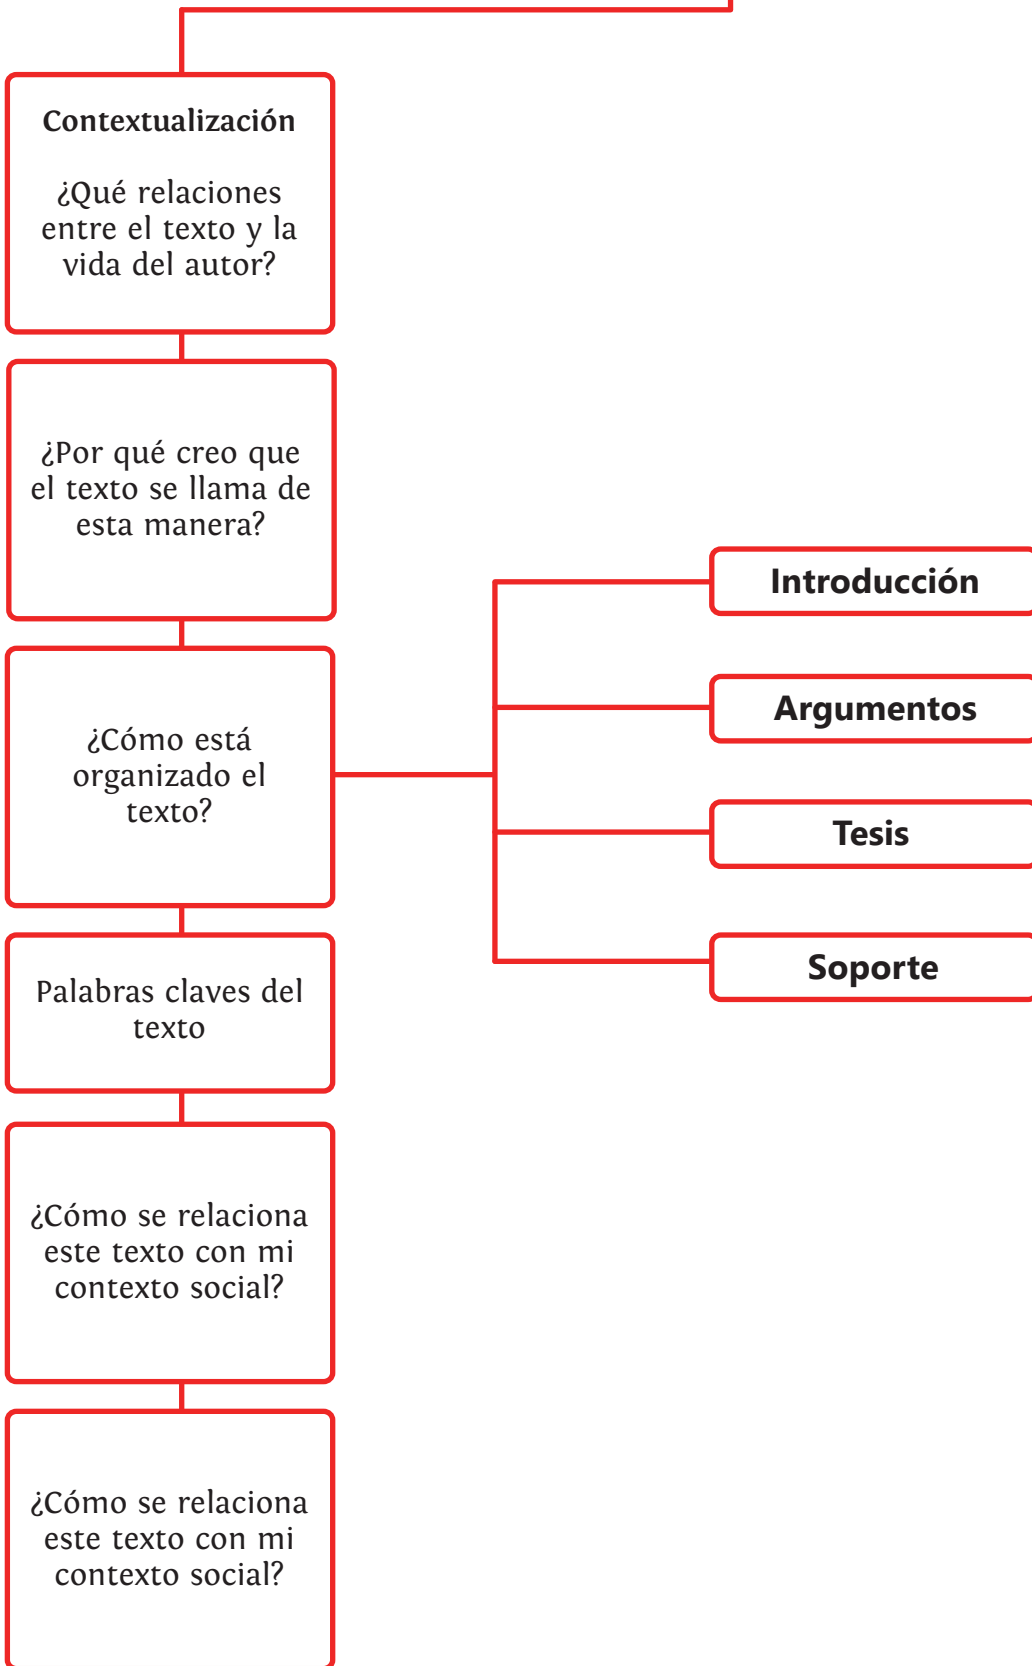 Contextualización
¿Qué relaciones
entre el texto y la
vida del autor?
¿Por qué creo que
el texto se llama de
esta manera?
¿Cómo está
organizado el
texto?
Introducción
Argumentos
Tesis
Soporte
Palabras claves del
texto
¿Cómo se relaciona
este texto con mi
contexto social?
¿Cómo se relaciona
este texto con mi
contexto social?